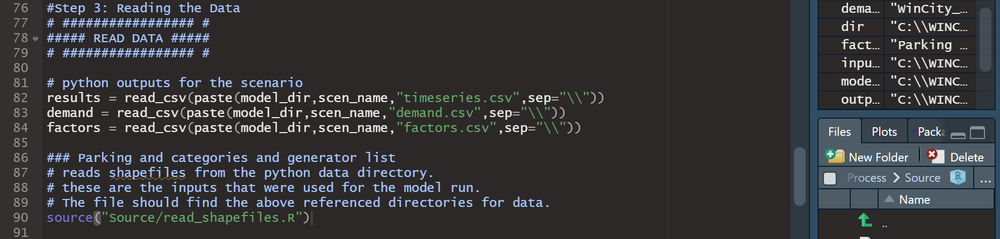 76 #Step 3: Reading the Data
77 # ################# #
78 ##### READ DATA #####
79 # ################# #
80
81 # python outputs for the scenario
82 results = read_csv(paste(model_dir,scen_name,"timeseries.csv",sep="\\"))
83 demand = read_csv(paste(model_dir,scen_name,"demand.csv",sep="\\"))
84 factors = read_csv(paste(model_dir,scen_name,"factors.csv",sep="\\"))
85
86 ### Parking and categories and generator list
87 # reads shapefiles from the python data directory.
88 # these are the inputs that were used for the model run.
89 # The file should find the above referenced directories for data.
90 source("Source/read_shapefiles.R")
91
dema… "WinCity_…
dir "C:\\WINC…
fact… "Parking …
inpu… "C:\\WINC…
mode… "C:\\WINC…
outp… "C:\\WINC…
Files Plots Packa
New Folder Delete
Process > Source R ...
Name
..